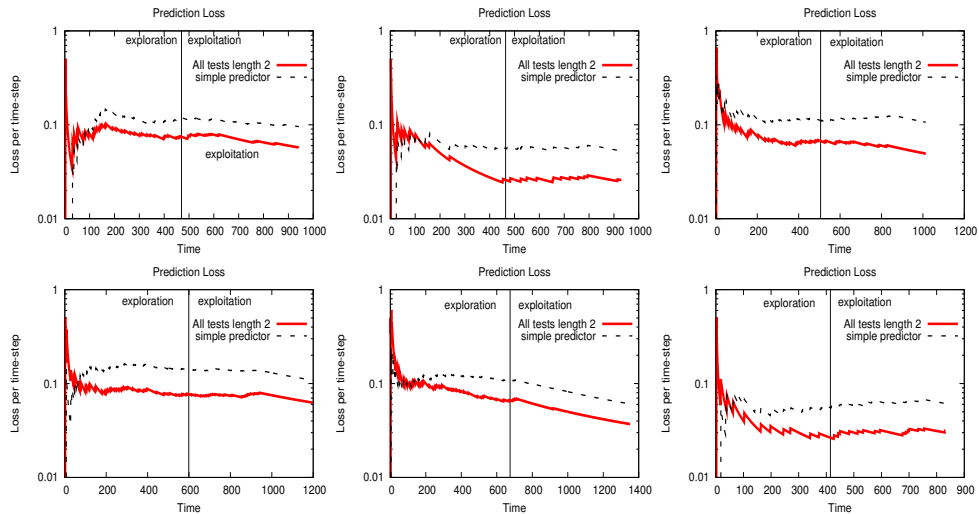 Prediction Loss
1
exploration
exploitation
All tests length 2
simple predictor
Loss per time-step
0.1
exploitation
0.01
0 100 200 300 400 500 600 700 800 900 1000
Time
Prediction Loss
1
exploration
exploitation
All tests length 2
simple predictor
Loss per time-step
0.1
0.01
0 100 200 300 400 500 600 700 800 900 1000
Time
Prediction Loss
1
exploration
exploitation
All tests length 2
simple predictor
Loss per time-step
0.1
0.01
0 200 400 600 800 1000 1200
Time
Prediction Loss
1
exploration
exploitation
All tests length 2
simple predictor
Loss per time-step
0.1
0.01
0 200 400 600 800 1000 1200
Time
Prediction Loss
1
exploration
exploitation
All tests length 2
simple predictor
Loss per time-step
0.1
0.01
0 200 400 600 800 1000 1200 1400
Time
Prediction Loss
1
exploration
exploitation
All tests length 2
simple predictor
Loss per time-step
0.1
0.01
0 100 200 300 400 500 600 700 800 900
Time